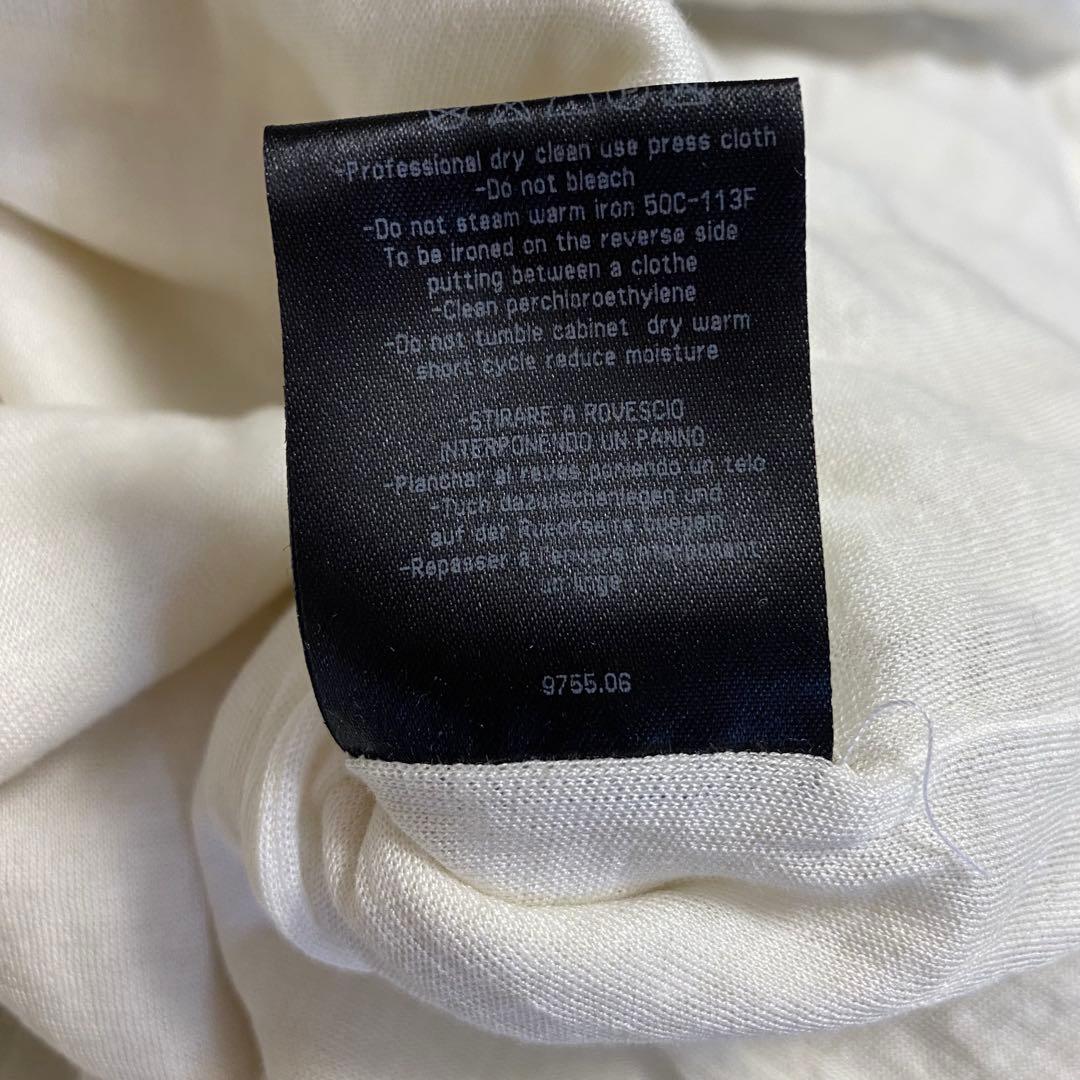 -Professional dry clean use press cloth
-Do not bleach
-Do not steam warm iron 50C-113F
To be ironed on the reverse side
putting between a clothe
-Clean perchloroethylene
-Do not tumble cabinet dry warm
short cycle reduce moisture
-STIRARE A ROVESCIO
INTERPONENDO UN PANNO
-Planchar al reves poniendo un tela
-Tuch dazwischenlegen und
auf der
-Repasser à l'envers
un linge
9755.06